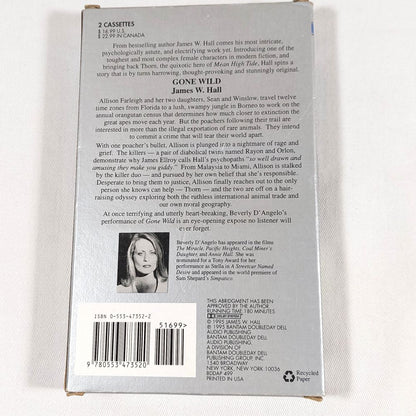 2 CASSETTES
$ 16.99 U.S.
$ 22.99 IN CANADA
From bestselling author James W. Hall comes his most intricate,
psychologically astute, and electrifying work yet. Introducing one of the
toughest and most complex female characters in modern fiction, and
bringing back Thorn, the quixotic hero of Mean High Tide, Hall spins a
story that is by turns harrowing, thought-provoking and stunningly original.
GONE WILD
James W. Hall
Allison Farleigh and her two daughters, Sean and Winslow, travel twelve
time zones from Florida to a lush, swampy jungle in Borneo to work on the
annual orangutan census that determines how much closer to extinction the
great apes move each year. But the poachers following their trail are
interested in more than the illegal exportation of rare animals. They intend
to commit a crime that will tear their world apart.
With one poacher's bullet, Allison is plunged into a nightmare of rage and
grief. The killers — a pair of diabolical twins named Rayon and Orlon,
demonstrate why James Ellroy calls Hall's psychopaths "so well drawn and
amusing they make you giddy." From Malaysia to Miami, Allison is stalked
by the killer duo — and pursued by her own belief that she's responsible.
Desperate to bring them to justice, Allison finally reaches out to the only
person she knows can help — Thorn — and the two are off on a hair-
raising odyssey exploring both the ruthless international animal trade and
our own moral geography.
At once terrifying and utterly heart-breaking, Beverly D'Angelo's
performance of Gone Wild is an eye-opening expose no listener will
ever forget.
Beverly D'Angelo has appeared in the films
The Miracle, Pacific Heights, Coal Miner's
Daughter, and Annie Hall. She was
nominated for a Tony Award for her
performance as Stella in A Streetcar Named
Desire and appeared in the world premiere of
Sam Shepard's Simpatico.
ISBN 0-553-47352-2
51699>
9 780553 473520
THIS ABRIDGMENT HAS BEEN
APPROVED BY THE AUTHOR
RUNNING TIME 180 MINUTES
DOLBY SYSTEM
© 1995 JAMES W. HALL
℗ 1995 BANTAM DOUBLEDAY DELL
AUDIO PUBLISHING
BANTAM DOUBLEDAY DELL
AUDIO PUBLISHING
A DIVISION OF
BANTAM DOUBLEDAY DELL
PUBLISHING GROUP, INC.
1540 BROADWAY
NEW YORK, NEW YORK 10036
BDDAP 499
PRINTED IN USA
Recycled
Paper